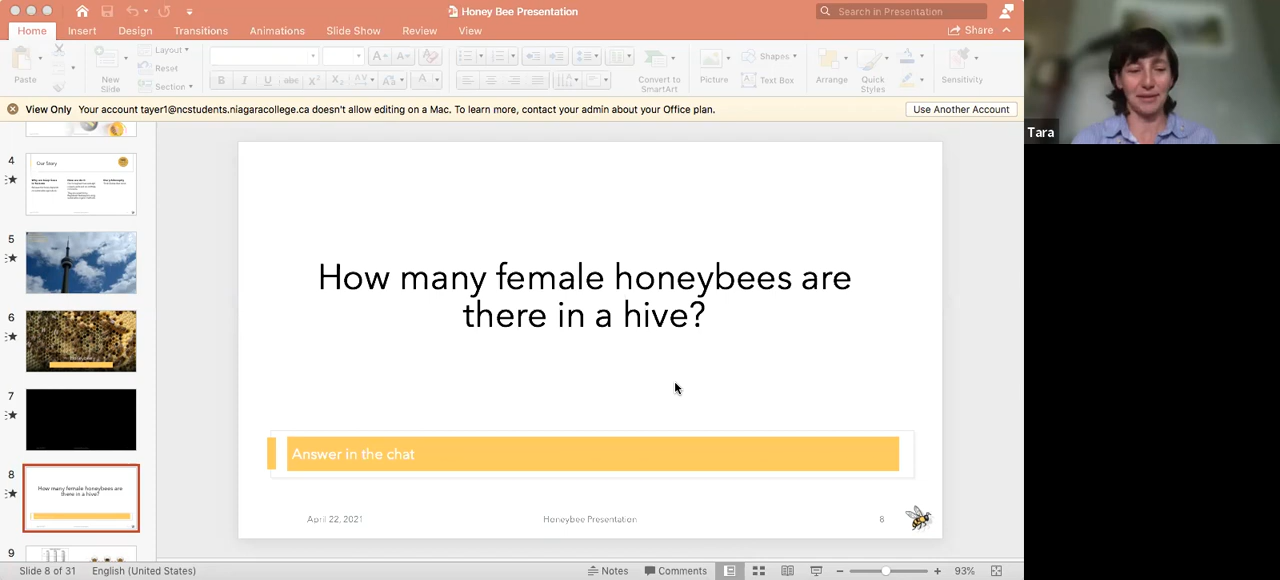 Honey Bee Presentation
Search in Presentation
Home Insert Design Transitions Animations Slide Show Review View
Share
Paste
New Slide
Layout
Reset
Section
B I U abc X² X₂
Convert to SmartArt
Picture
Shapes
Text Box
Arrange
Quick Styles
Sensitivity
View Only Your account tayer1@ncstudents.niagaracollege.ca doesn't allow editing on a Mac. To learn more, contact your admin about your Office plan.
Use Another Account
Tara
4
Our Story
5
6
7
8
How many female honeybees are
there in a hive?
9
How many female honeybees are
there in a hive?
Answer in the chat
April 22, 2021 Honeybee Presentation 8
Slide 8 of 31 English (United States) Notes Comments 93%